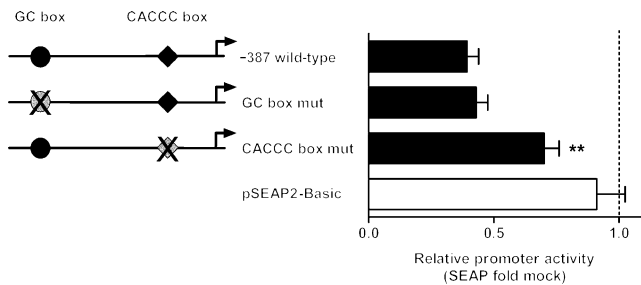 GC box CACCC box
-387 wild-type
GC box mut
CACCC box mut **
pSEAP2-Basic
0.0 0.5 1.0
Relative promoter activity
(SEAP fold mock)